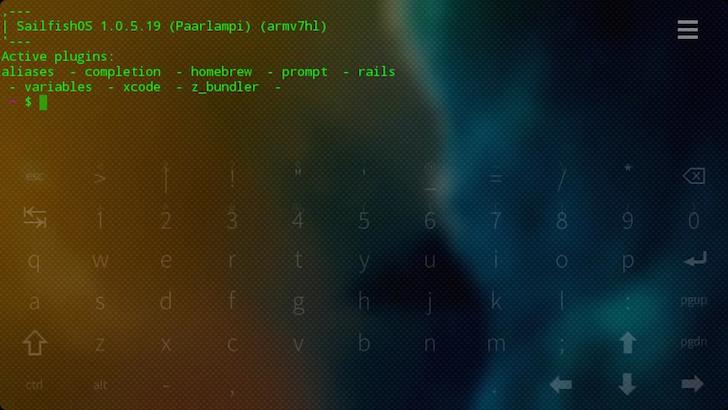 ,---
| SailfishOS 1.0.5.19 (Paarlampi) (armv7hl)
'---
Active plugins:
aliases - completion - homebrew - prompt - rails
- variables - xcode - z_bundler -
~ $
esc > | ! " ' _ = / *
1 2 3 4 5 6 7 8 9 0
q w e r t y u i o p
a s d f g h j k l : pgup
z x c v b n m ; pgdn
ctrl alt - , .